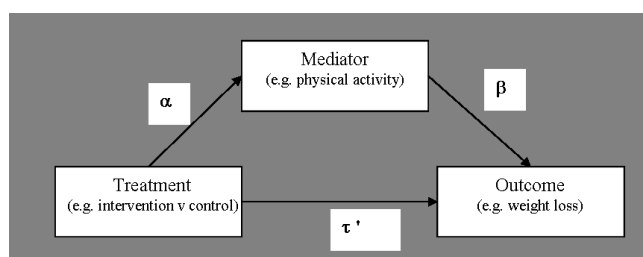 Mediator
(e.g. physical activity)
α
β
Treatment
(e.g. intervention v control)
Outcome
(e.g. weight loss)
τ '